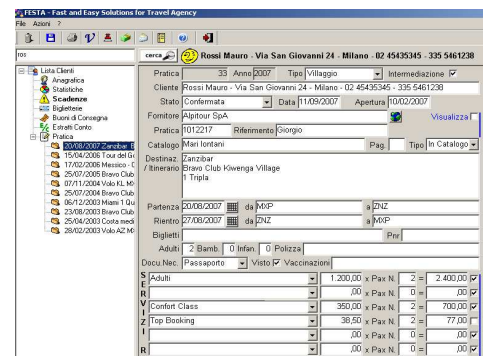 FESTA - Fast and Easy Solutions for Travel Agency
File Azioni ?
ros
cerca
Rossi Mauro - Via San Giovanni 24 - Milano - 02 45435345 - 335 5461238
Lista Clienti
Anagrafica
Statistiche
Scadenze
Biglietterie
Buoni di Consegna
Estratti Conto
Pratica
20/08/2007 Zanzibar B
15/04/2006 Tour del G
17/02/2006 Messico - C
25/07/2005 Bravo Club
07/11/2004 Volo KL M
25/07/2004 Bravo Club
06/12/2003 Miami 1 Qu
23/08/2003 Bravo Club
25/04/2003 Costa medi
28/02/2003 Volo AZ M
Pratica 33 Anno 2007 Tipo Villaggio Intermediazione
Cliente Rossi Mauro - Via San Giovanni 24 - Milano - 02 45435345 - 335 5461238
Stato Confermata Data 11/09/2007 Apertura 10/02/2007
Fornitore Alpitour SpA Visualizza
Pratica 1012217 Riferimento Giorgio
Catalogo Mari lontani Pag. Tipo In Catalogo
Destinaz. Zanzibar
/ Itinerario Bravo Club Kiwenga Village
1 Tripla
Partenza 20/08/2007 da MXP a ZNZ
Rientro 27/08/2007 da ZNZ a MXP
Biglietti Pnr
Adulti 2 Bamb. 0 Infan. 0 Polizza
Docu.Nec. Passaporto Visto Vaccinazioni
S Adulti 1.200,00 x Pax N. 2 = 2.400,00
E
R ,00 x Pax N. 0 = ,00
V Confort Class 350,00 x Pax N. 2 = 700,00
I
Z Top Booking 38,50 x Pax N. 2 = 77,00
I ,00 x Pax N. 0 = ,00
R ,00 x Pax N. 0 = ,00